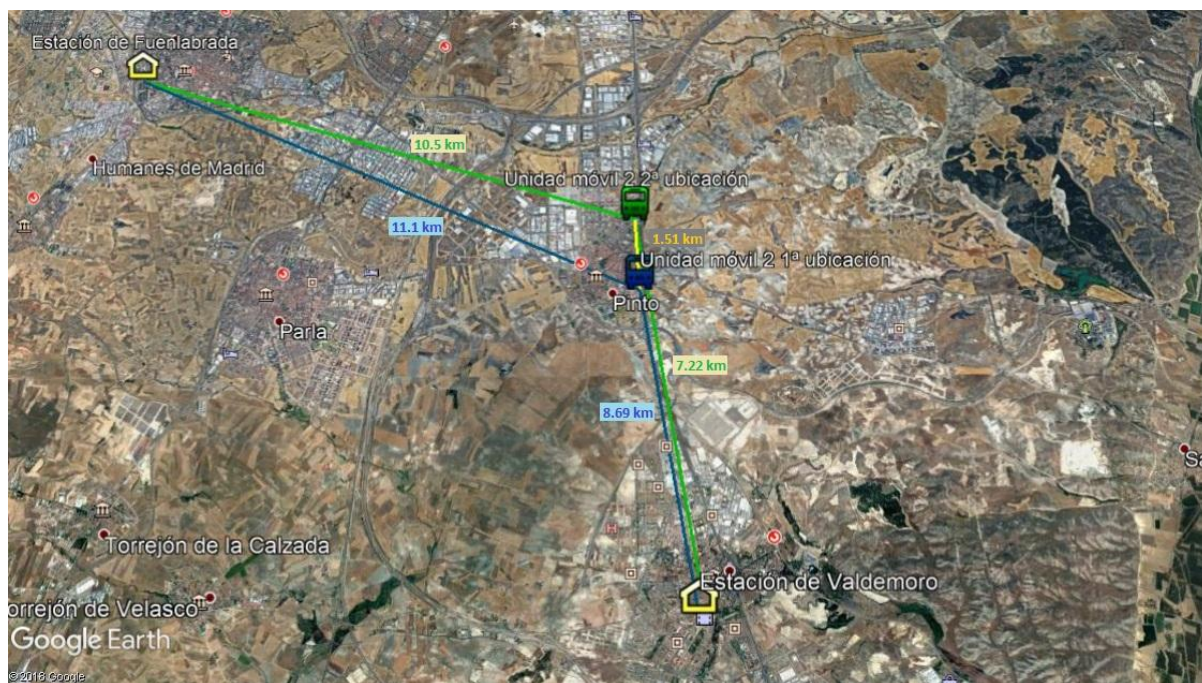 Estación de Fuenlabrada
10.5 km
Humanes de Madrid
Unidad móvil 2 2ª ubicación
11.1 km
1.51 km
Unidad móvil 2 1ª ubicación
Pinto
Parla
7.22 km
8.69 km
Sa
Torrejón de la Calzada
Estación de Valdemoro
orrejón de Velasco
Google Earth
© 2018 Google